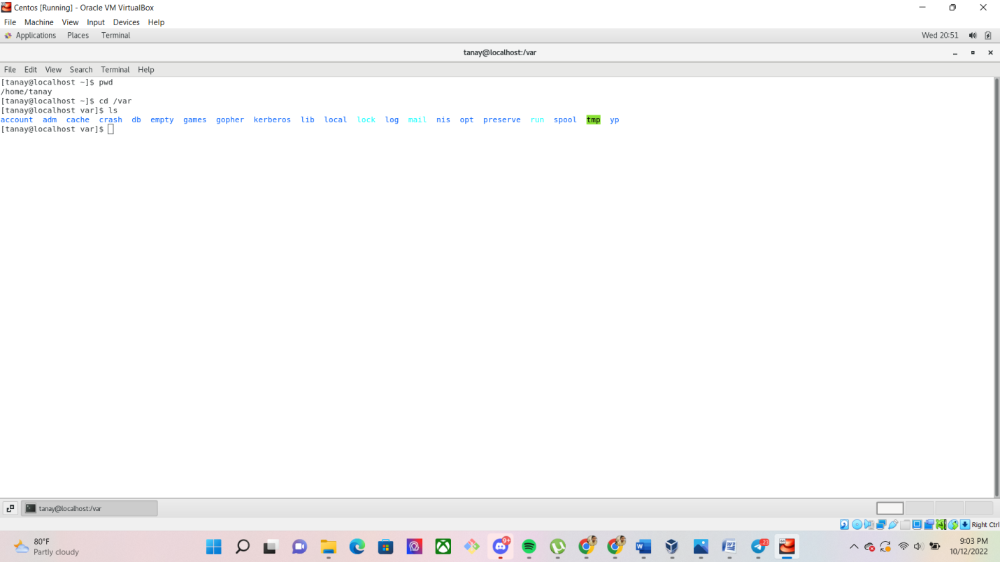 Centos [Running] - Oracle VM VirtualBox
File Machine View Input Devices Help
Applications Places Terminal Wed 20:51
tanay@localhost:/var
File Edit View Search Terminal Help
[tanay@localhost ~]$ pwd
/home/tanay
[tanay@localhost ~]$ cd /var
[tanay@localhost var]$ ls
account adm cache crash db empty games gopher kerberos lib local lock log mail nis opt preserve run spool tmp yp
[tanay@localhost var]$
tanay@localhost:/var
Right Ctrl
80°F
Partly cloudy
9+
23
9:03 PM
10/12/2022